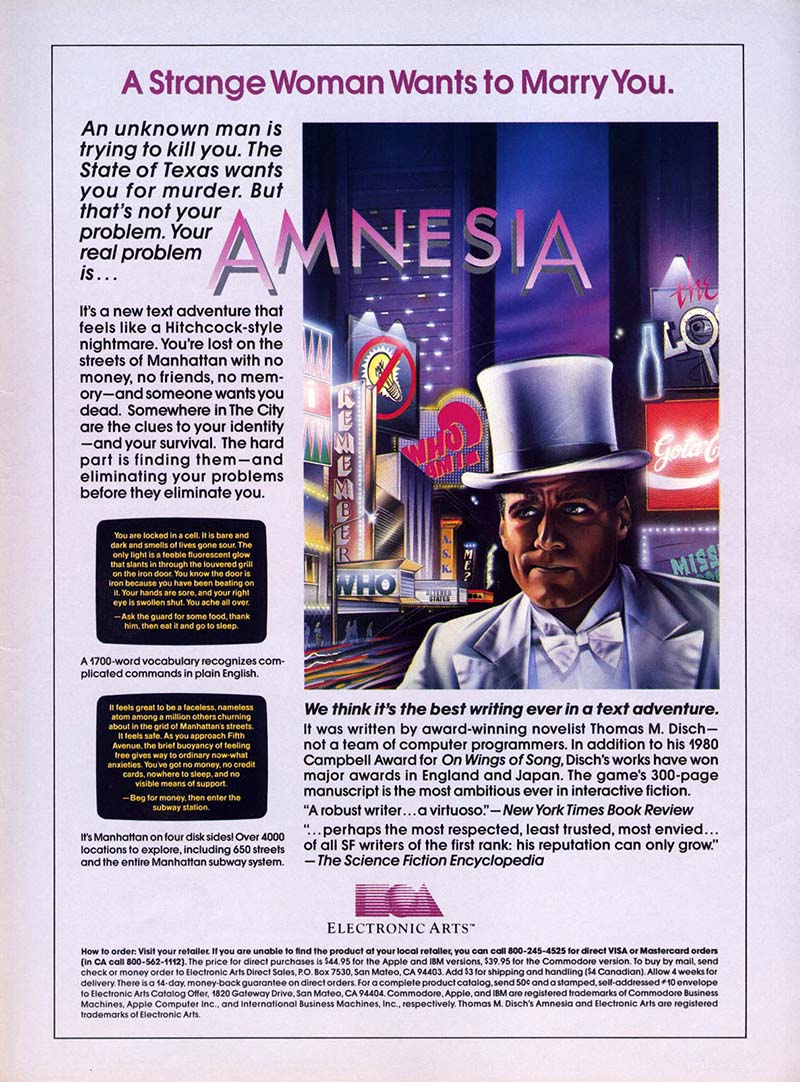 A Strange Woman Wants to Marry You.
An unknown man is
trying to kill you. The
State of Texas wants
you for murder. But
that's not your
problem. Your
real problem
is...
AMNESIA
It's a new text adventure that
feels like a Hitchcock-style
nightmare. You're lost on the
streets of Manhattan with no
money, no friends, no mem-
ory—and someone wants you
dead. Somewhere in The City
are the clues to your identity
—and your survival. The hard
part is finding them—and
eliminating your problems
before they eliminate you.
You are locked in a cell. It is bare and
dark and smells of lives gone sour. The
only light is a feeble fluorescent glow
that slants in through the louvered grill
on the iron door. You know the door is
iron because you have been beating on
it. Your hands are sore, and your right
eye is swollen shut. You ache all over.
—Ask the guard for some food, thank
him, then eat it and go to sleep.
A 1700-word vocabulary recognizes com-
plicated commands in plain English.
It feels great to be a faceless, nameless
atom among a million others churning
about in the grid of Manhattan's streets.
It feels safe. As you approach Fifth
Avenue, the brief buoyancy of feeling
free gives way to ordinary now-what
anxieties. You've got no money, no credit
cards, nowhere to sleep, and no
visible means of support.
—Beg for money, then enter the
subway station.
It's Manhattan on four disk sides! Over 4000
locations to explore, including 650 streets
and the entire Manhattan subway system.
the
REMEMBER
WHO
AM I
Gota
MISS
ASK
ME?
WHO
ALTERED
STATES
We think it's the best writing ever in a text adventure.
It was written by award-winning novelist Thomas M. Disch—
not a team of computer programmers. In addition to his 1980
Campbell Award for On Wings of Song, Disch's works have won
major awards in England and Japan. The game's 300-page
manuscript is the most ambitious ever in interactive fiction.
"A robust writer...a virtuoso."—New York Times Book Review
"...perhaps the most respected, least trusted, most envied...
of all SF writers of the first rank: his reputation can only grow."
—The Science Fiction Encyclopedia
ELECTRONIC ARTS™
How to order: Visit your retailer. If you are unable to find the product at your local retailer, you can call 800-245-4525 for direct VISA or Mastercard orders
(in CA call 800-562-1112). The price for direct purchases is $44.95 for the Apple and IBM versions, $39.95 for the Commodore version. To buy by mail, send
check or money order to Electronic Arts Direct Sales, P.O. Box 7530, San Mateo, CA 94403. Add $3 for shipping and handling ($4 Canadian). Allow 4 weeks for
delivery. There is a 14-day, money-back guarantee on direct orders. For a complete product catalog, send 50¢ and a stamped, self-addressed #10 envelope
to Electronic Arts Catalog Offer, 1820 Gateway Drive, San Mateo, CA 94404. Commodore, Apple, and IBM are registered trademarks of Commodore Business
Machines, Apple Computer Inc., and International Business Machines, Inc., respectively. Thomas M. Disch's Amnesia and Electronic Arts are registered
trademarks of Electronic Arts.